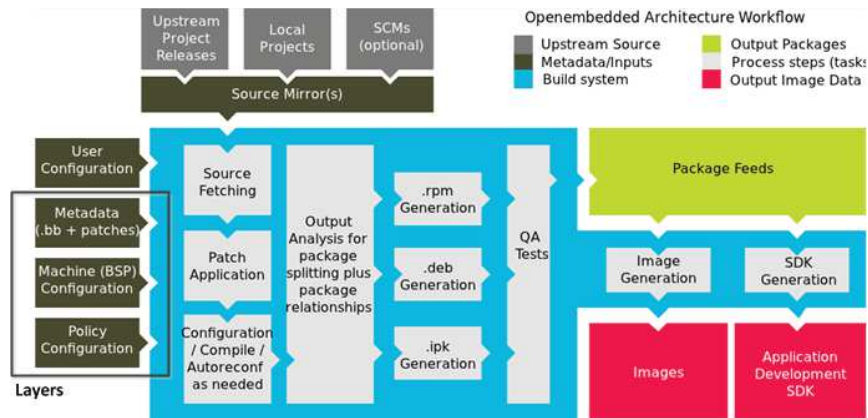 Openembedded Architecture Workflow
Upstream Source
Metadata/Inputs
Build system
Output Packages
Process steps (tasks
Output Image Data
Upstream
Project
Releases
Local
Projects
SCMs
(optional)
Source Mirror(s)
User
Configuration
Metadata
(.bb + patches)
Machine (BSP)
Configuration
Policy
Configuration
Layers
Source
Fetching
Patch
Application
Configuration
/ Compile /
Autoreconf
as needed
Output
Analysis for
package
splitting plus
package
relationships
.rpm
Generation
.deb
Generation
.ipk
Generation
QA
Tests
Package Feeds
Image
Generation
SDK
Generation
Images
Application
Development
SDK